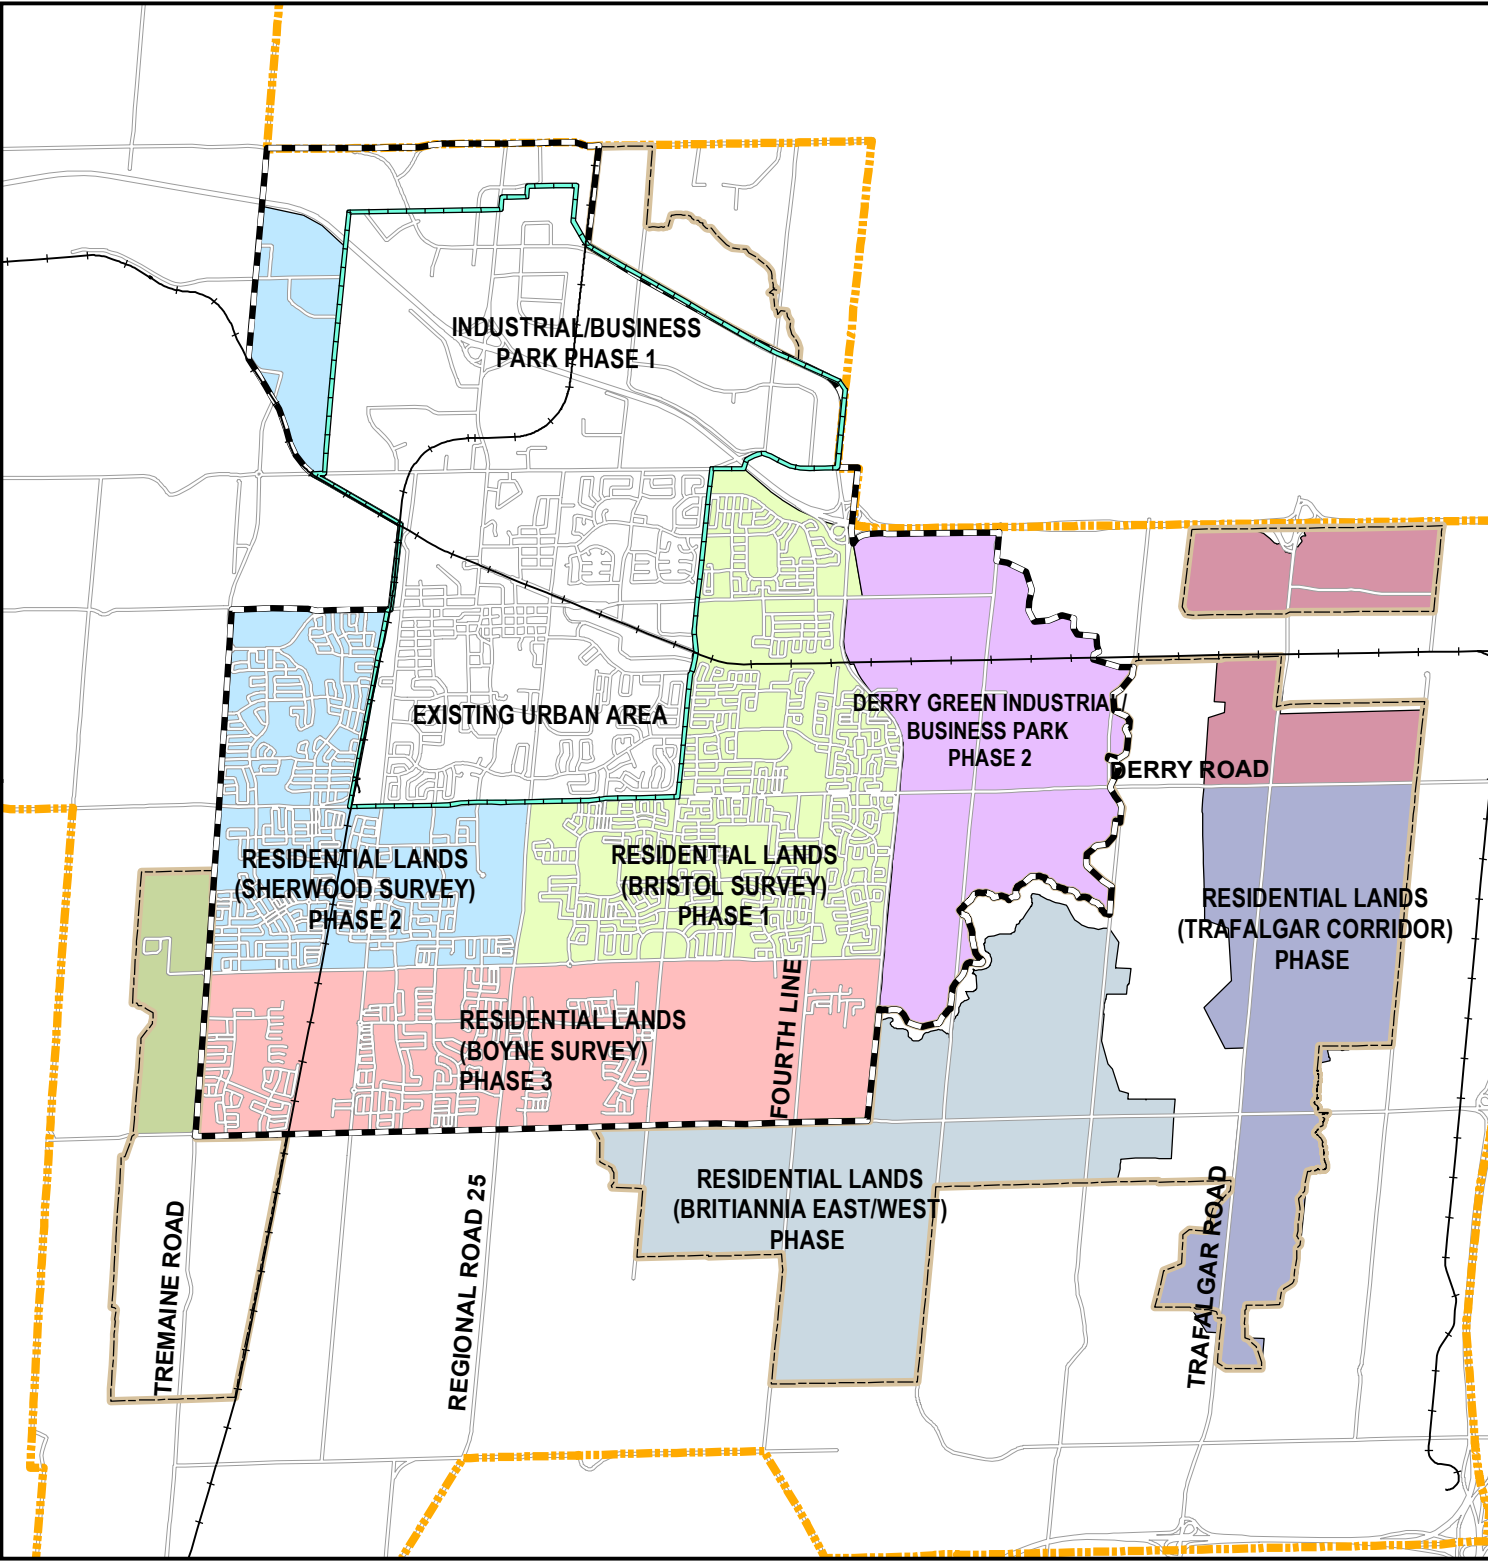 INDUSTRIAL/BUSINESS
PARK PHASE 1
EXISTING URBAN AREA
DERRY GREEN INDUSTRIAL/
BUSINESS PARK
PHASE 2
DERRY ROAD
RESIDENTIAL LANDS
(SHERWOOD SURVEY)
PHASE 2
RESIDENTIAL LANDS
(BRISTOL SURVEY)
PHASE 1
RESIDENTIAL LANDS
(TRAFALGAR CORRIDOR)
PHASE
RESIDENTIAL LANDS
(BOYNE SURVEY)
PHASE 3
FOURTH LINE
RESIDENTIAL LANDS
(BRITIANNIA EAST/WEST)
PHASE
TREMAINE ROAD
REGIONAL ROAD 25
TRAFALGAR ROAD